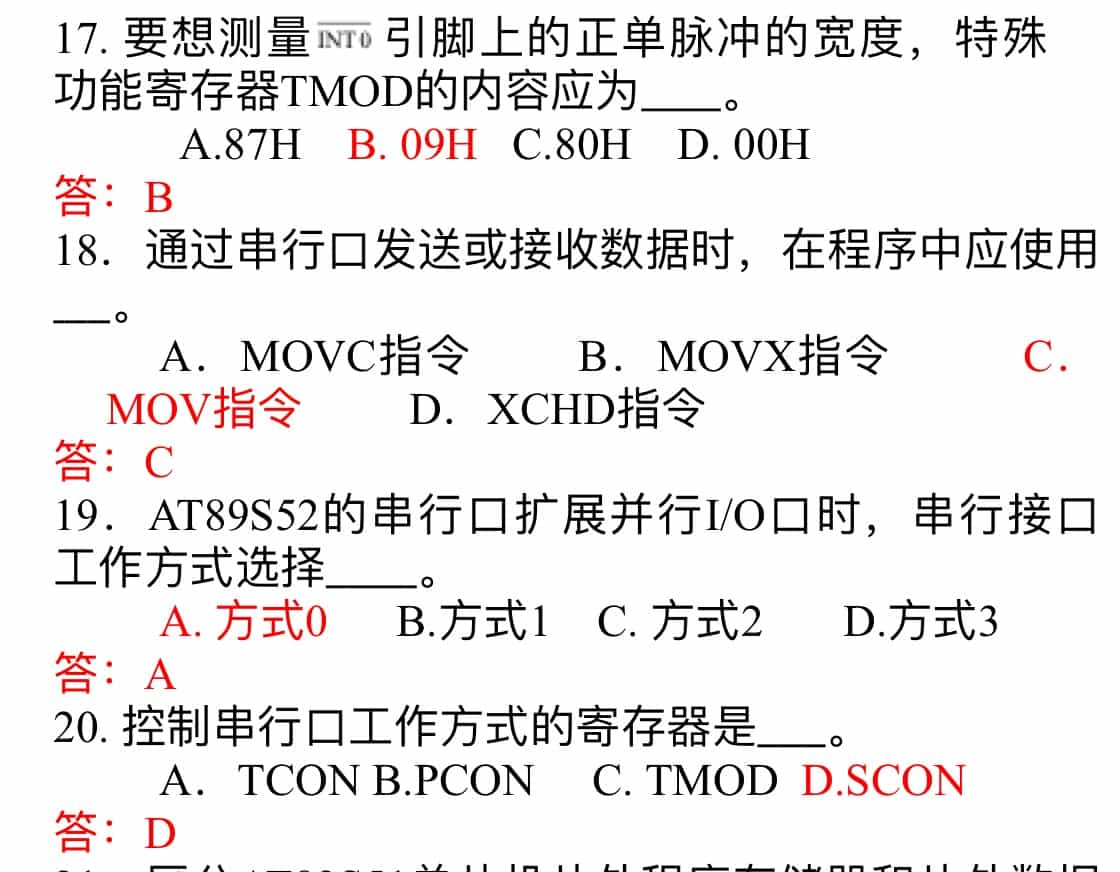 17. 要想测量INT0引脚上的正单脉冲的宽度，特殊
功能寄存器TMOD的内容应为____。
A.87H B. 09H C.80H D. 00H
答：B
18．通过串行口发送或接收数据时，在程序中应使用
___。
A．MOVC指令 B．MOVX指令 C．
MOV指令 D．XCHD指令
答：C
19．AT89S52的串行口扩展并行I/O口时，串行接口
工作方式选择____。
A. 方式0 B.方式1 C. 方式2 D.方式3
答：A
20. 控制串行口工作方式的寄存器是___。
A．TCON B.PCON C. TMOD D.SCON
答：D